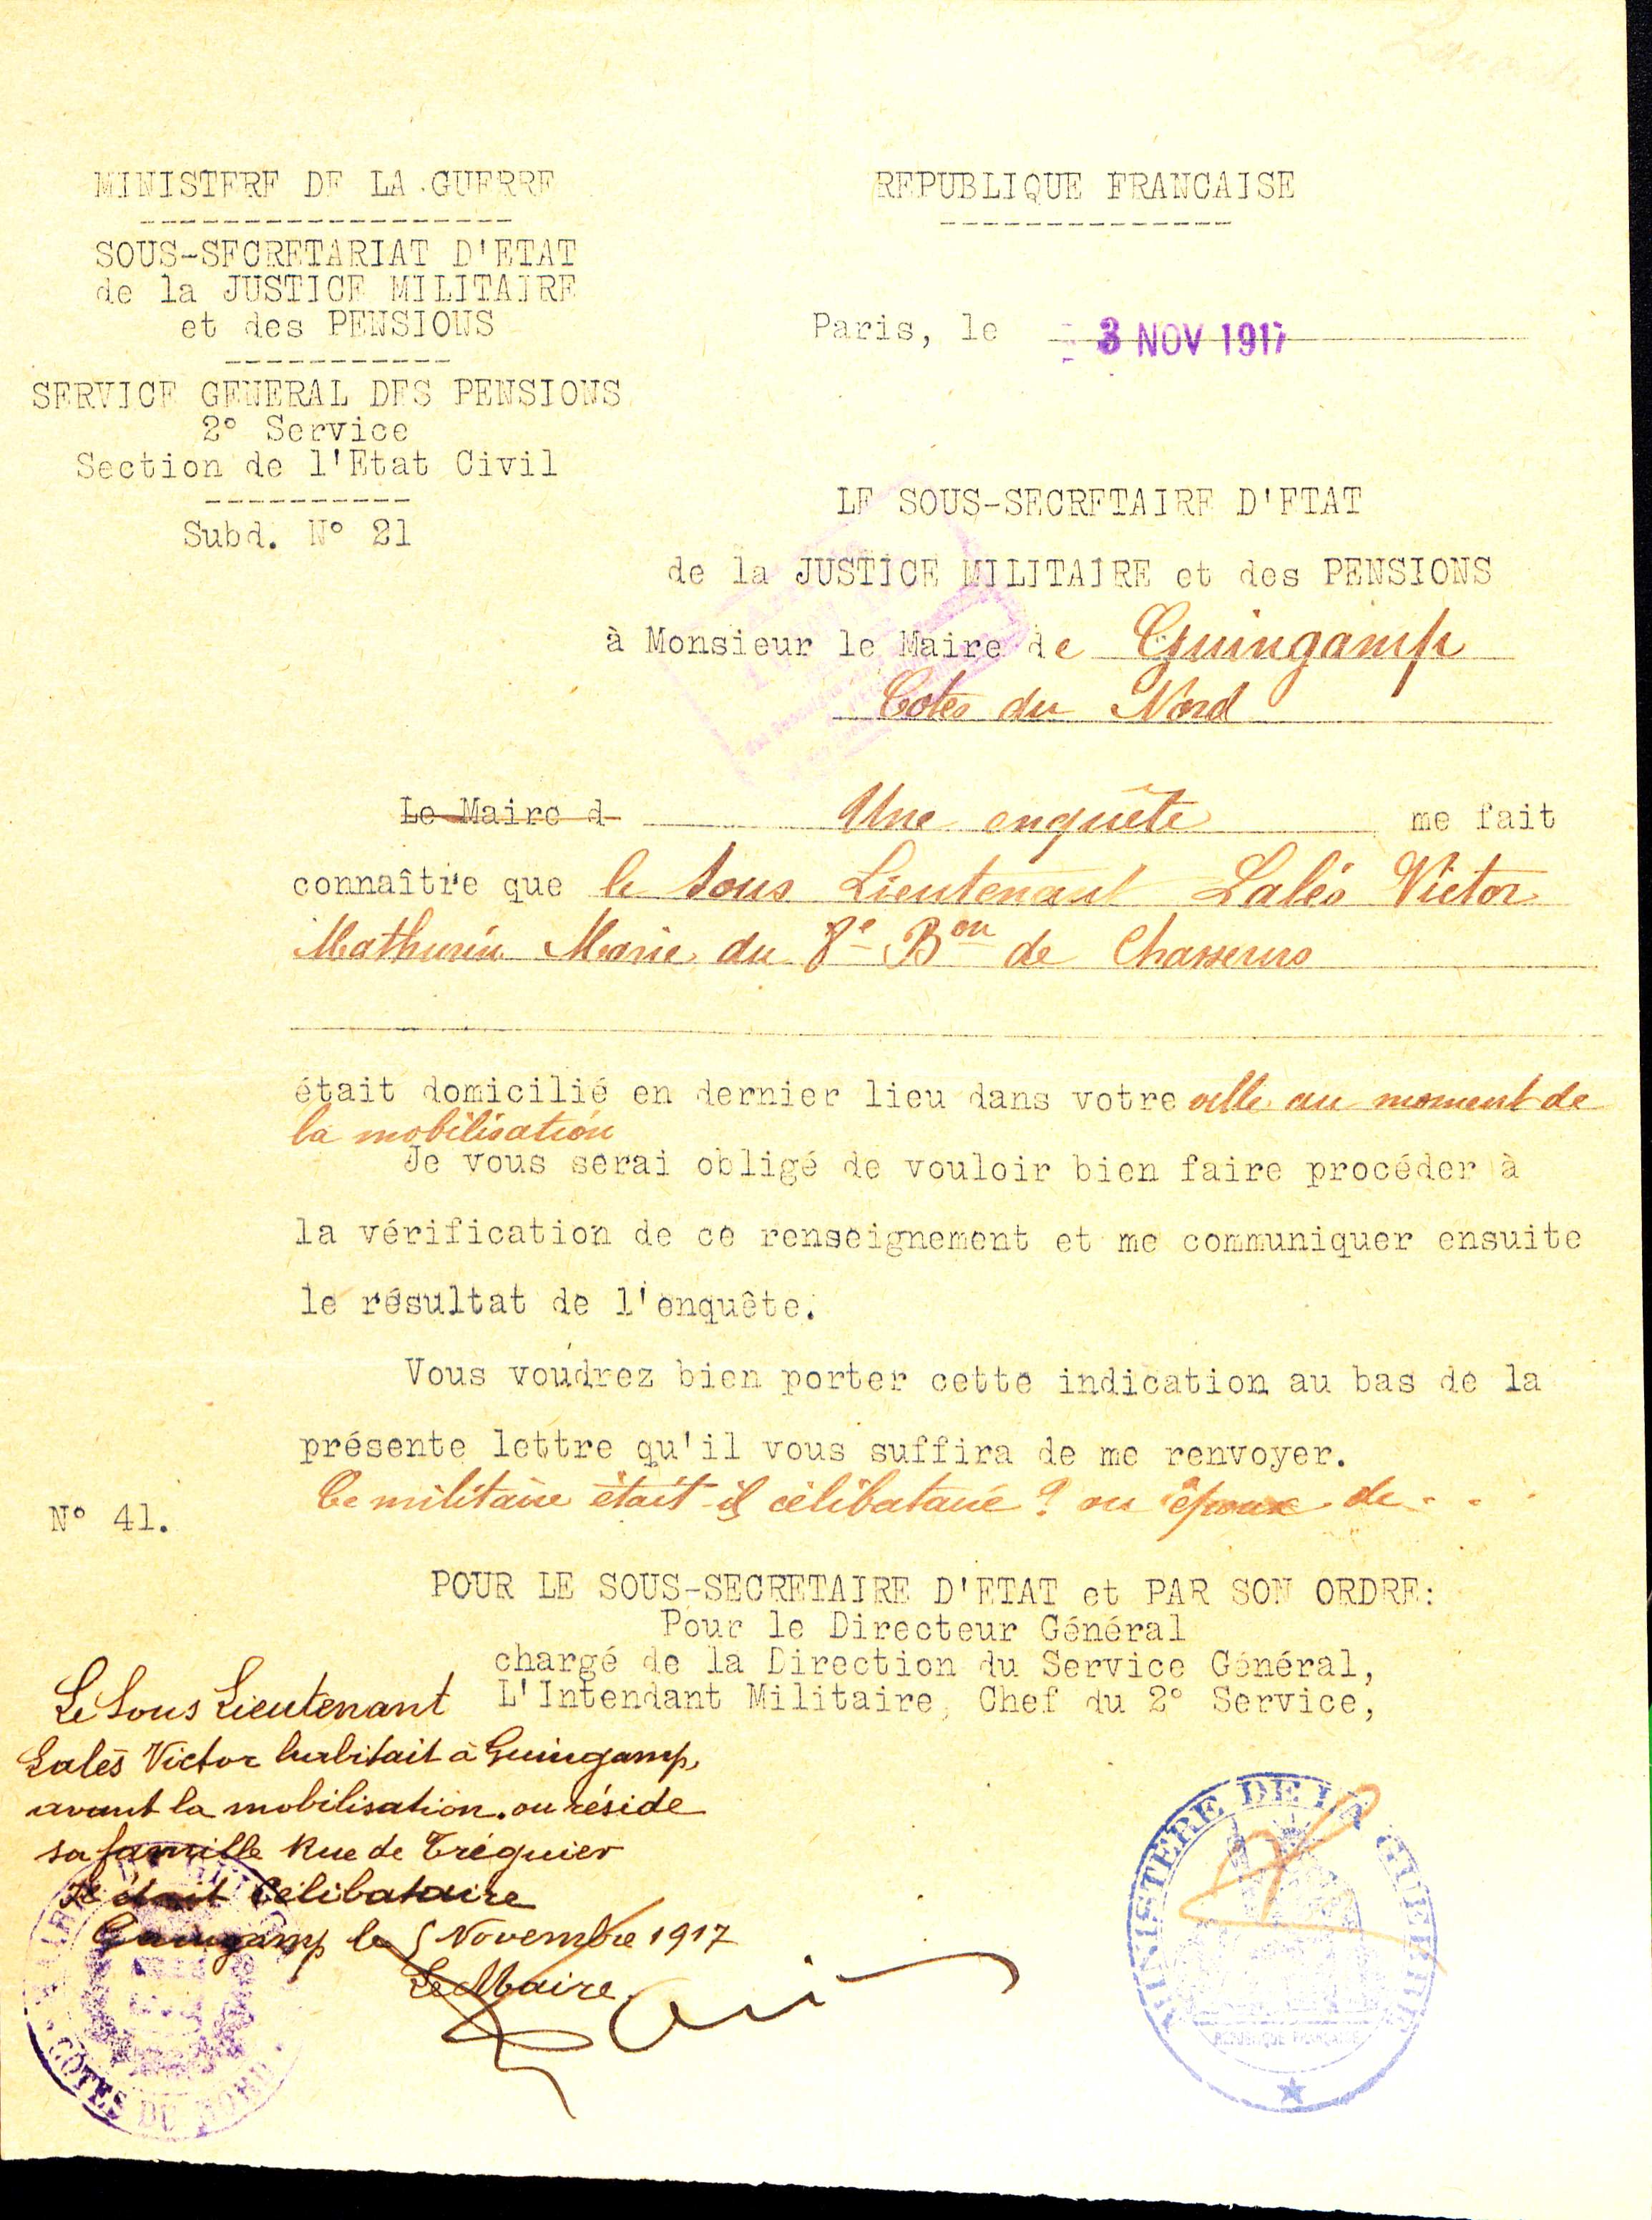 MINISTERE DE LA GUERRE
SOUS-SECRETARIAT D'ETAT
de la JUSTICE MILITAIRE
et des PENSIONS
SERVICE GENERAL DES PENSIONS
2° Service
Section de l'Etat Civil
Subd. N° 21
REPUBLIQUE FRANCAISE
Paris, le 3 NOV 1917
LE SOUS-SECRETAIRE D'ETAT
de la JUSTICE MILITAIRE et des PENSIONS
à Monsieur le Maire de Guingamp
Cotes du Nord
Le Maire d Une enquête me fait
connaître que le Sous Lieutenant Lalès Victor
Mathurin Marie du 8e Bon de Chasseurs
était domicilié en dernier lieu dans votre ville au moment de
la mobilisation
Je vous serai obligé de vouloir bien faire procéder à
la vérification de ce renseignement et me communiquer ensuite
le résultat de l'enquête.
Vous voudrez bien porter cette indication au bas de la
présente lettre qu'il vous suffira de me renvoyer.
Ce militaire était-il célibataire ? ou époux de . . .
N° 41.
POUR LE SOUS-SECRETAIRE D'ETAT et PAR SON ORDRE:
Pour le Directeur Général
chargé de la Direction du Service Général,
L'Intendant Militaire, Chef du 2° Service,
Le Sous Lieutenant
Lalès Victor habitait à Guingamp,
avant la mobilisation. ou réside
sa famille Rue de Tréguier
Il était Célibataire
Guingamp le 5 Novembre 1917
Le Maire
MINISTÈRE DE LA GUERRE
REPUBLIQUE FRANÇAISE
COTES DU NORD